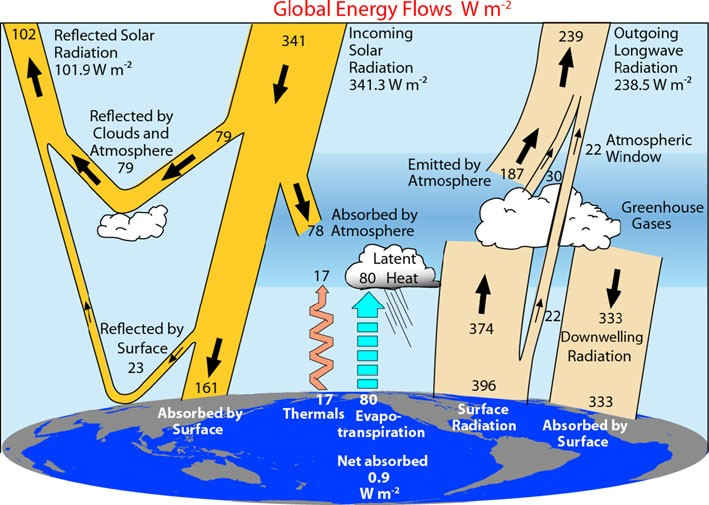 Global Energy Flows W m⁻²
102
Reflected Solar
Radiation
101.9 W m⁻²
341
Incoming
Solar
Radiation
341.3 W m⁻²
239
Outgoing
Longwave
Radiation
238.5 W m⁻²
Reflected by
Clouds and
Atmosphere
79
79
Emitted by
Atmosphere
187
30
22
Atmospheric
Window
Greenhouse
Gases
Absorbed by
Atmosphere
78
Latent
80 Heat
17
Reflected by
Surface
23
161
Absorbed by
Surface
17
Thermals
80
Evapo-
transpiration
374
396
Surface
Radiation
22
333
Downwelling
Radiation
333
Absorbed by
Surface
Net absorbed
0.9
W m⁻²